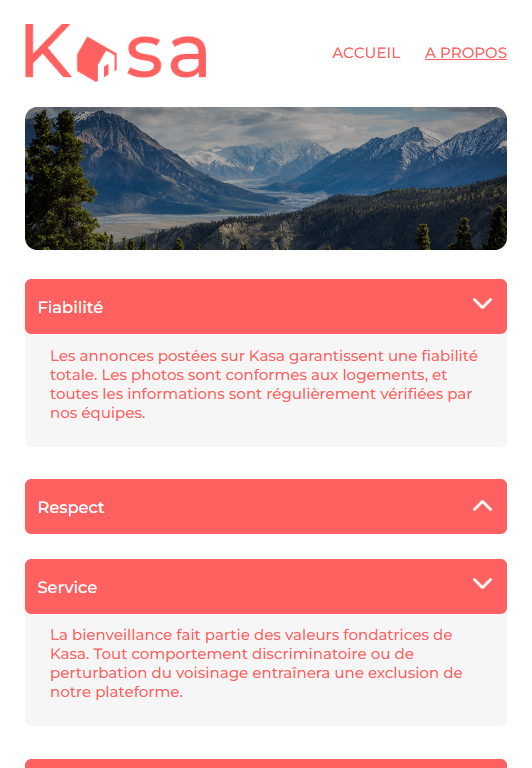 Kasa
ACCUEIL A PROPOS
Fiabilité
Les annonces postées sur Kasa garantissent une fiabilité
totale. Les photos sont conformes aux logements, et
toutes les informations sont régulièrement vérifiées par
nos équipes.
Respect
Service
La bienveillance fait partie des valeurs fondatrices de
Kasa. Tout comportement discriminatoire ou de
perturbation du voisinage entraînera une exclusion de
notre plateforme.